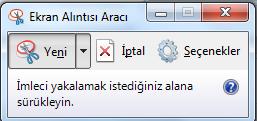 Ekran Alıntısı Aracı
Yeni İptal Seçenekler
İmleci yakalamak istediğiniz alana
sürükleyin.